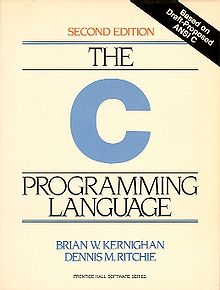 SECOND EDITION
Based on
Draft-Proposed
ANSI C
THE
C
PROGRAMMING
LANGUAGE
BRIAN W. KERNIGHAN
DENNIS M. RITCHIE
PRENTICE HALL SOFTWARE SERIES